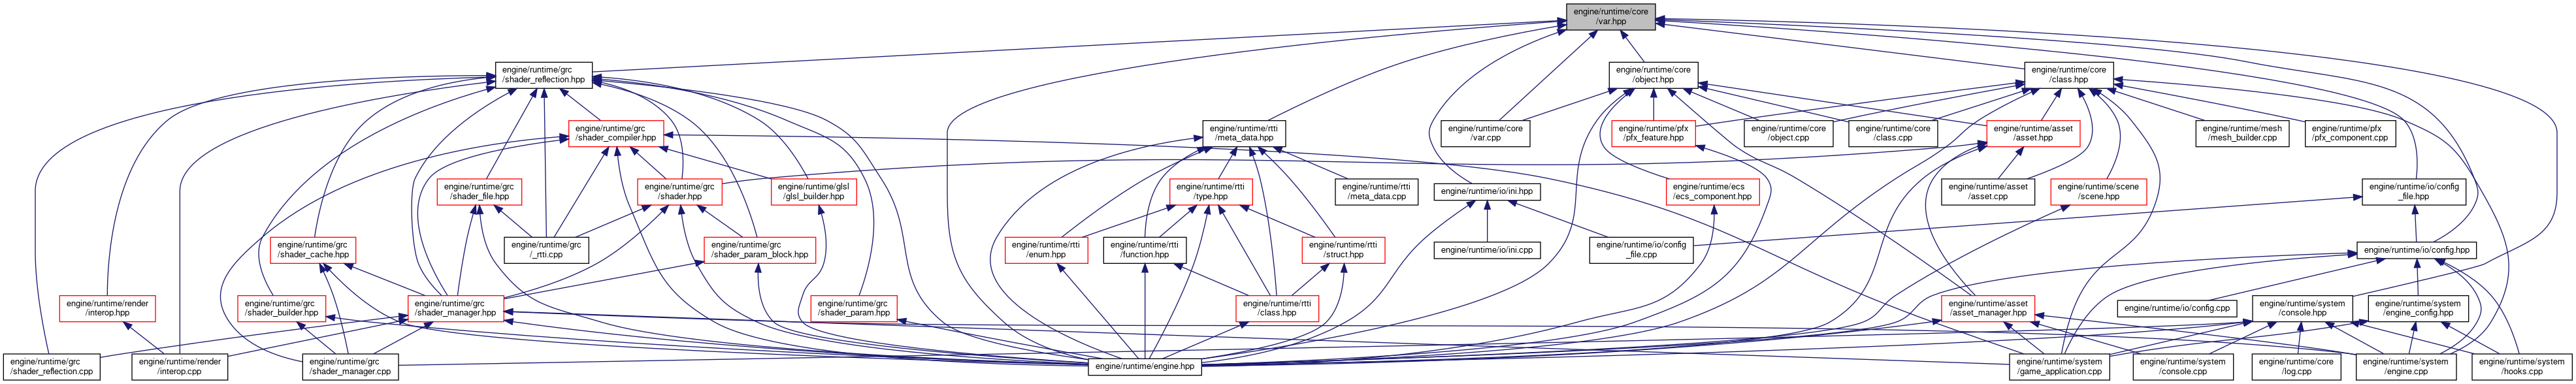 engine/runtime/core
/var.hpp
engine/runtime/grc
/shader_reflection.hpp
engine/runtime/core
/object.hpp
engine/runtime/core
/class.hpp
engine/runtime/grc
/shader_compiler.hpp
engine/runtime/rtti
/meta_data.hpp
engine/runtime/core
/var.cpp
engine/runtime/pfx
/pfx_feature.hpp
engine/runtime/core
/object.cpp
engine/runtime/core
/class.cpp
engine/runtime/asset
/asset.hpp
engine/runtime/mesh
/mesh_builder.cpp
engine/runtime/pfx
/pfx_component.cpp
engine/runtime/grc
/shader_file.hpp
engine/runtime/grc
/shader.hpp
engine/runtime/glsl
/glsl_builder.hpp
engine/runtime/rtti
/type.hpp
engine/runtime/rtti
/meta_data.cpp
engine/runtime/io/ini.hpp
engine/runtime/ecs
/ecs_component.hpp
engine/runtime/asset
/asset.cpp
engine/runtime/scene
/scene.hpp
engine/runtime/io/config
_file.hpp
engine/runtime/grc
/shader_cache.hpp
engine/runtime/grc
/_rtti.cpp
engine/runtime/grc
/shader_param_block.hpp
engine/runtime/rtti
/enum.hpp
engine/runtime/rtti
/function.hpp
engine/runtime/rtti
/struct.hpp
engine/runtime/io/ini.cpp
engine/runtime/io/config
_file.cpp
engine/runtime/io/config.hpp
engine/runtime/render
/interop.hpp
engine/runtime/grc
/shader_builder.hpp
engine/runtime/grc
/shader_manager.hpp
engine/runtime/grc
/shader_param.hpp
engine/runtime/rtti
/class.hpp
engine/runtime/asset
/asset_manager.hpp
engine/runtime/io/config.cpp
engine/runtime/system
/console.hpp
engine/runtime/system
/engine_config.hpp
engine/runtime/grc
/shader_reflection.cpp
engine/runtime/render
/interop.cpp
engine/runtime/grc
/shader_manager.cpp
engine/runtime/engine.hpp
engine/runtime/system
/game_application.cpp
engine/runtime/system
/console.cpp
engine/runtime/core
/log.cpp
engine/runtime/system
/engine.cpp
engine/runtime/system
/hooks.cpp